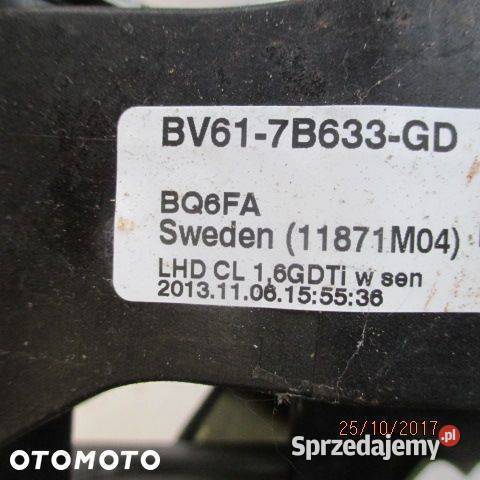 BV61-7B633-GD
BQ6FA
Sweden (11871M04)
LHD CL 1,6GDTi w sen
2013.11.06.15:55:36
25/10/2017
OTOMOTO
Sprzedajemy.pl